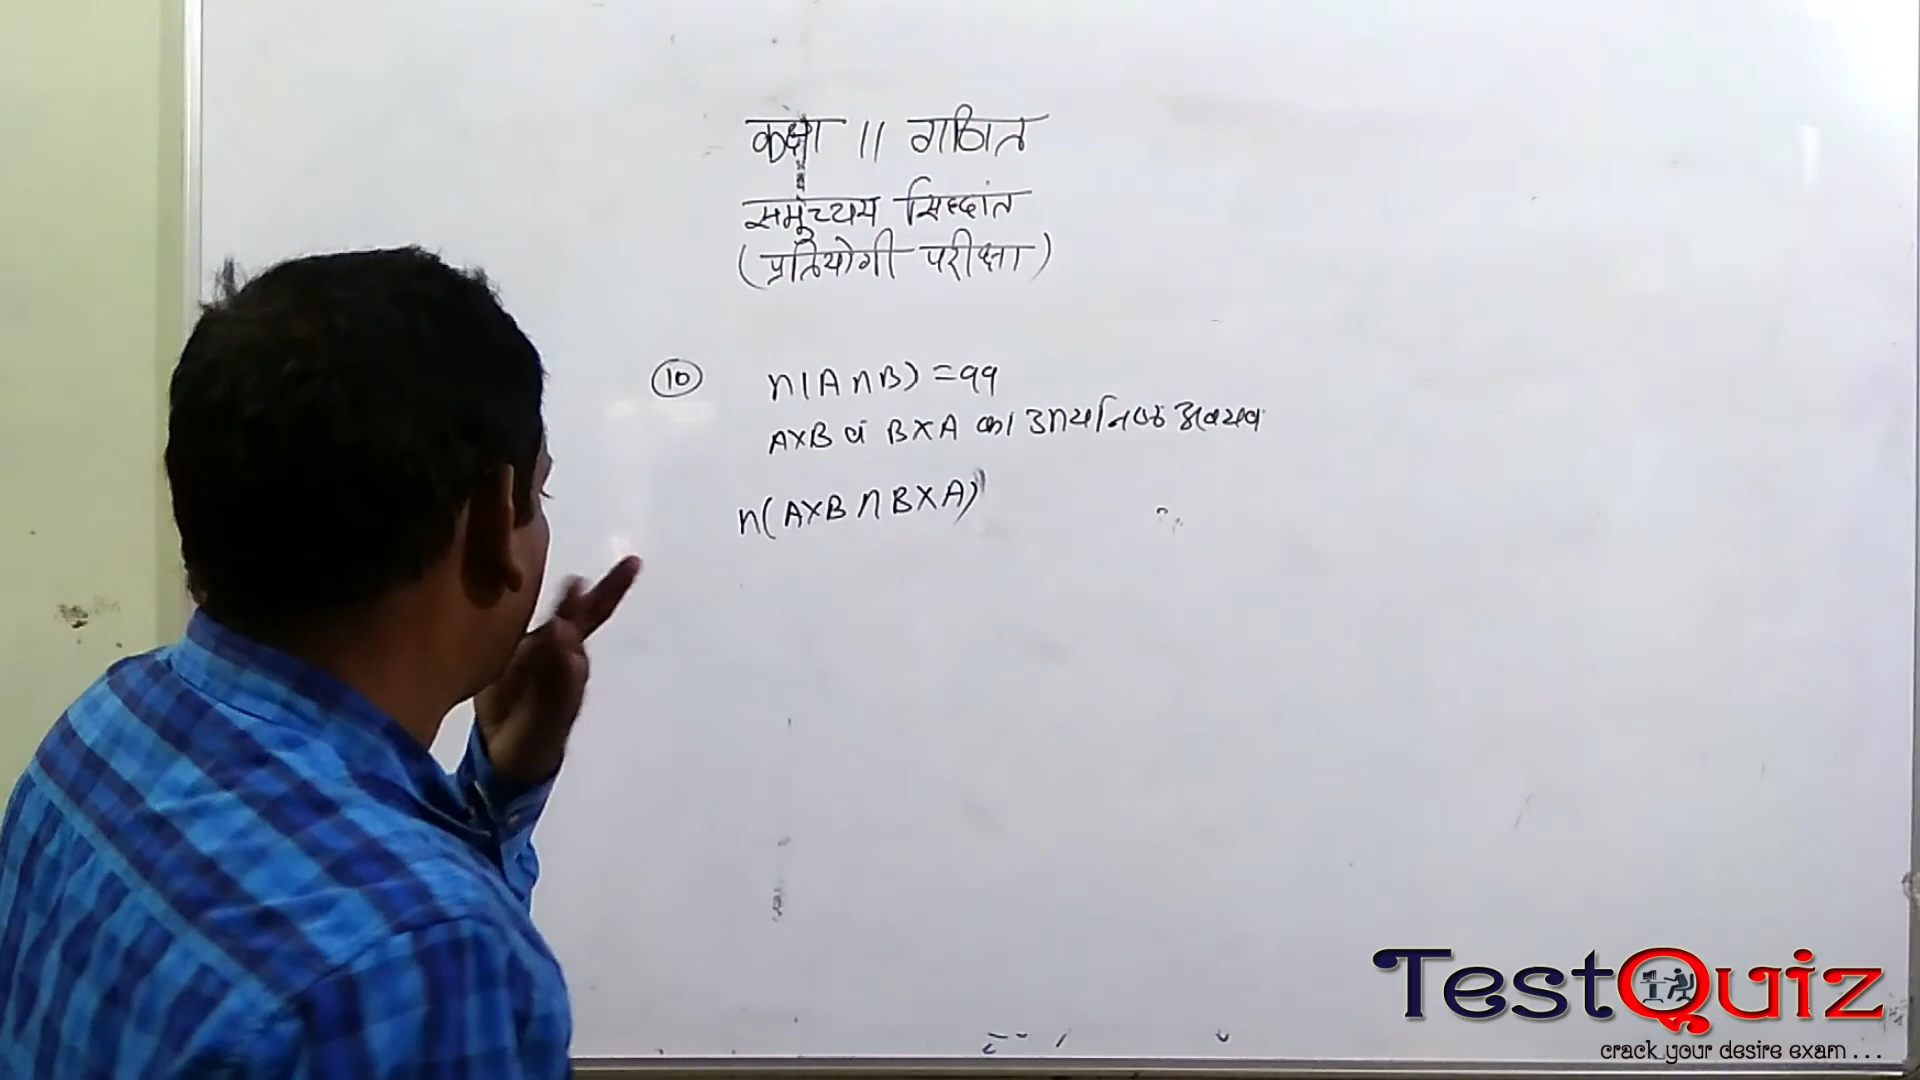 कक्षा 11 गणित
समुच्चय सिद्धांत
(प्रतियोगी परीक्षा)
10 n(A∩B) = 99
A×B वं B×A का उभयनिष्ठ अवयव
n(A×B ∩ B×A)
TestQuiz
crack your desire exam . . .